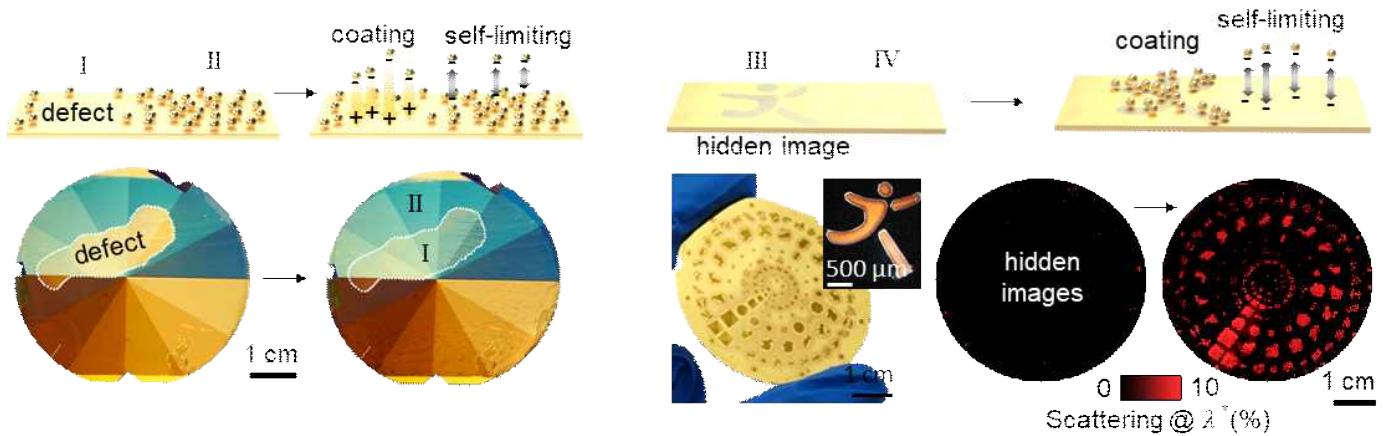 I
II
coating
self-limiting
defect
+ + + +
defect
II
I
1 cm
III
IV
coating
self-limiting
hidden image
500 μm
1 cm
hidden
images
0
10
Scattering @ λ*(%)
1 cm